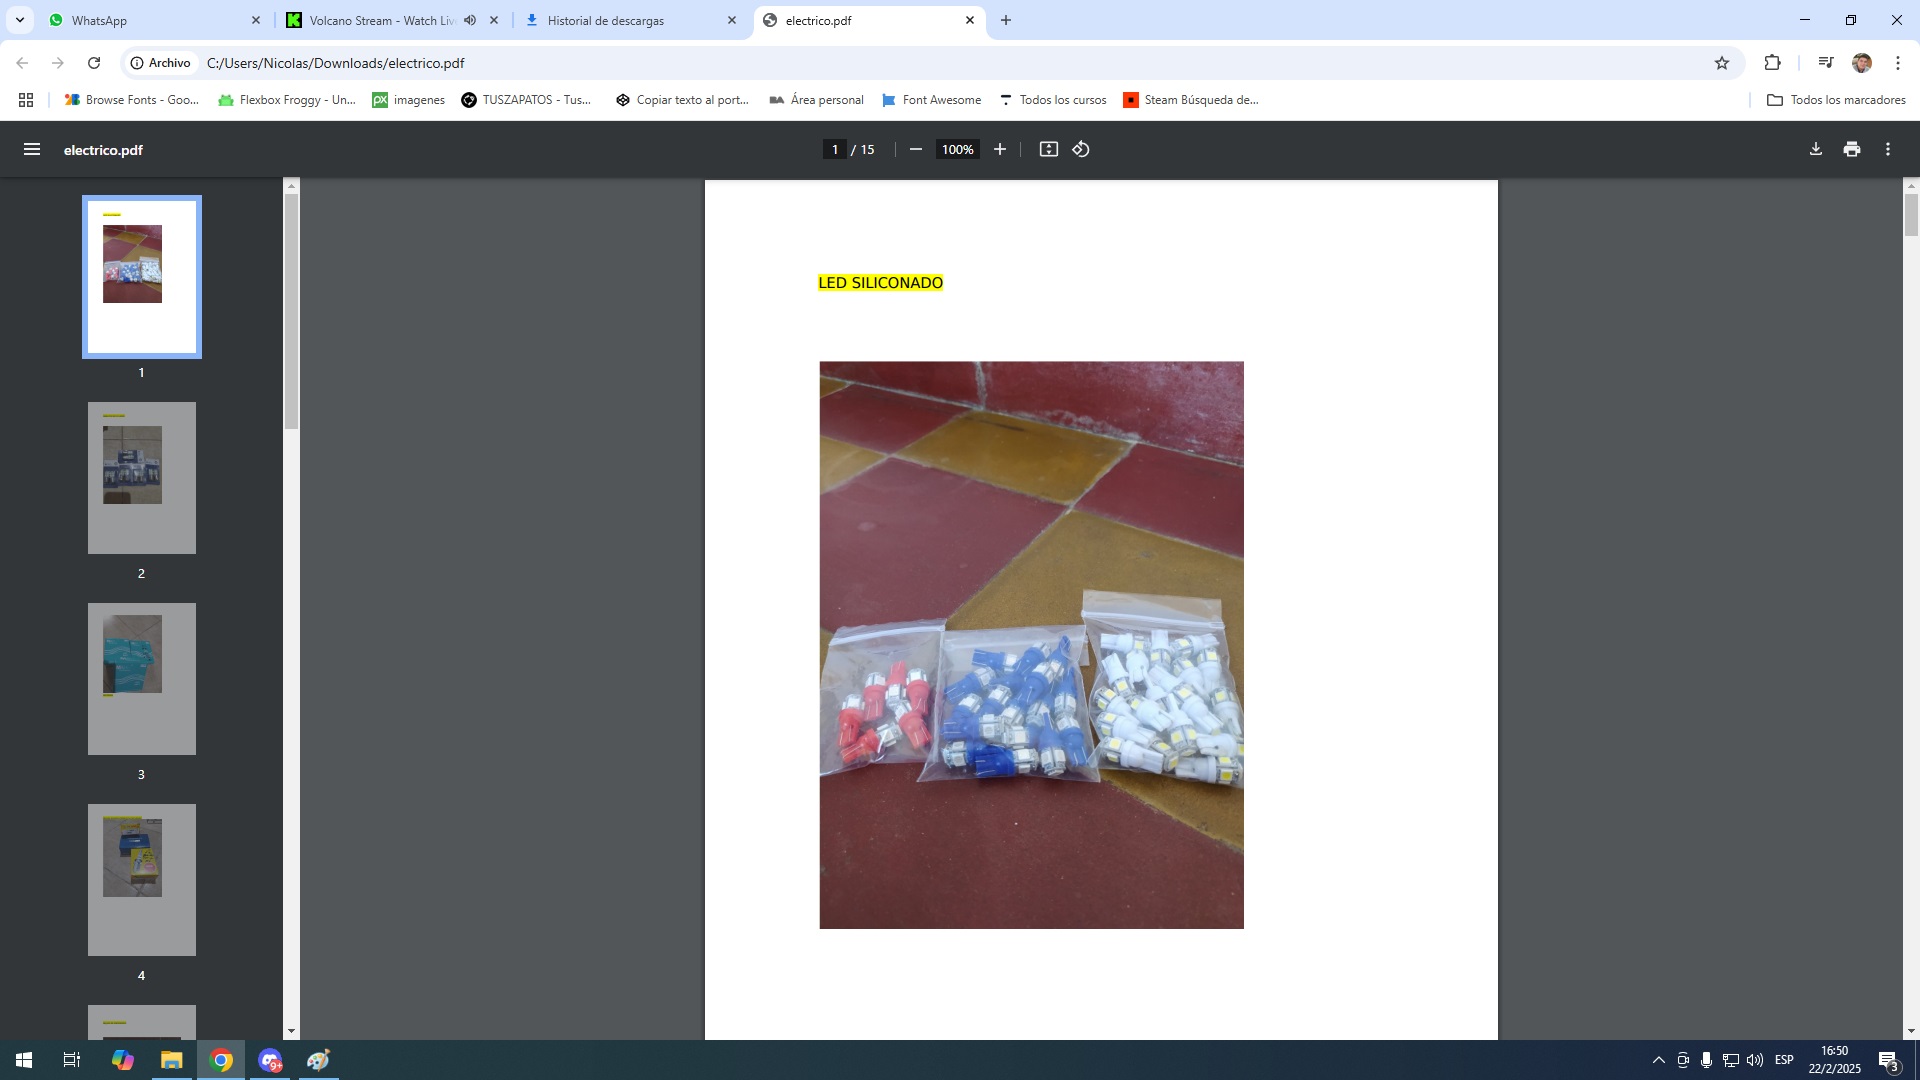 WhatsApp
Volcano Stream - Watch Liv
Historial de descargas
electrico.pdf
Archivo
C:/Users/Nicolas/Downloads/electrico.pdf
Browse Fonts - Goo...
Flexbox Froggy - Un...
px imagenes
TUSZAPATOS - Tus...
Copiar texto al port...
Área personal
Font Awesome
Todos los cursos
Steam Búsqueda de...
Todos los marcadores
electrico.pdf
1 / 15
100%
LED SILICONADO
1
2
3
4
9+
ESP
16:50
22/2/2025
3